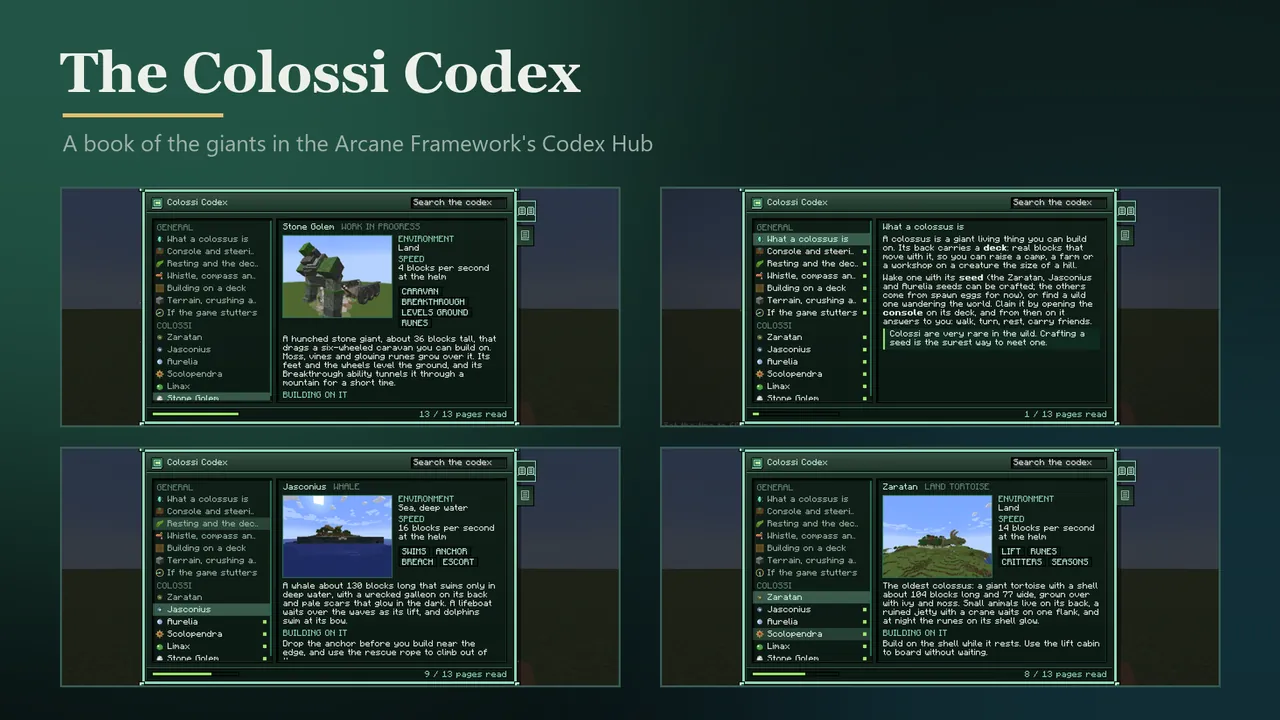 The Colossi Codex
A book of the giants in the Arcane Framework's Codex Hub
Colossi Codex
Search the codex
GENERAL
What a colossus is
Console and steeri..
Resting and the dec..
Whistle, compass an..
Building on a deck
Terrain, crushing a..
If the game stutters
COLOSSI
Zaratan
Jasconius
Aurelia
Scolopendra
Limax
Stone Golem
Stone Golem WORK IN PROGRESS
ENVIRONMENT
Land
SPEED
4 blocks per second
at the helm
CARAVAN
BREAKTHROUGH
LEVELS GROUND
RUNES
A hunched stone giant, about 36 blocks tall, that
drags a six-wheeled caravan you can build on.
Moss, vines and glowing runes grow over it. Its
feet and the wheels level the ground, and its
Breakthrough ability tunnels it through a
mountain for a short time.
BUILDING ON IT
13 / 13 pages read
Colossi Codex
Search the codex
GENERAL
What a colossus is
Console and steeri..
Resting and the dec..
Whistle, compass an..
Building on a deck
Terrain, crushing a..
If the game stutters
COLOSSI
Zaratan
Jasconius
Aurelia
Scolopendra
Limax
Stone Golem
What a colossus is
A colossus is a giant living thing you can build
on. Its back carries a deck: real blocks that
move with it, so you can raise a camp, a farm or
a workshop on a creature the size of a hill.
Wake one with its seed (the Zaratan, Jasconius
and Aurelia seeds can be crafted; the others
come from spawn eggs for now), or find a wild
one wandering the world. Claim it by opening the
console on its deck, and from then on it
answers to you: walk, turn, rest, carry friends.
Colossi are very rare in the wild. Crafting a
seed is the surest way to meet one.
1 / 13 pages read
Colossi Codex
Search the codex
GENERAL
What a colossus is
Console and steeri..
Resting and the dec..
Whistle, compass an..
Building on a deck
Terrain, crushing a..
If the game stutters
COLOSSI
Zaratan
Jasconius
Aurelia
Scolopendra
Limax
Stone Golem
Jasconius WHALE
ENVIRONMENT
Sea, deep water
SPEED
16 blocks per second
at the helm
SWIMS ANCHOR
BREACH ESCORT
A whale about 130 blocks long that swims only in
deep water, with a wrecked galleon on its back
and pale scars that glow in the dark. A lifeboat
waits over the waves as its lift, and dolphins
swim at its bow.
BUILDING ON IT
Drop the anchor before you build near the
edge, and use the rescue rope to climb out of
9 / 13 pages read
Colossi Codex
Search the codex
GENERAL
What a colossus is
Console and steeri..
Resting and the dec..
Whistle, compass an..
Building on a deck
Terrain, crushing a..
If the game stutters
COLOSSI
Zaratan
Jasconius
Aurelia
Scolopendra
Limax
Stone Golem
Zaratan LAND TORTOISE
ENVIRONMENT
Land
SPEED
14 blocks per second
at the helm
LIFT RUNES
CRITTERS SEASONS
The oldest colossus: a giant tortoise with a shell
about 104 blocks long and 77 wide, grown over
with ivy and moss. Small animals live on its back, a
ruined jetty with a crane waits on one flank, and
at night the runes on its shell glow.
BUILDING ON IT
Build on the shell while it rests. Use the lift cabin
to board without waiting.
8 / 13 pages read